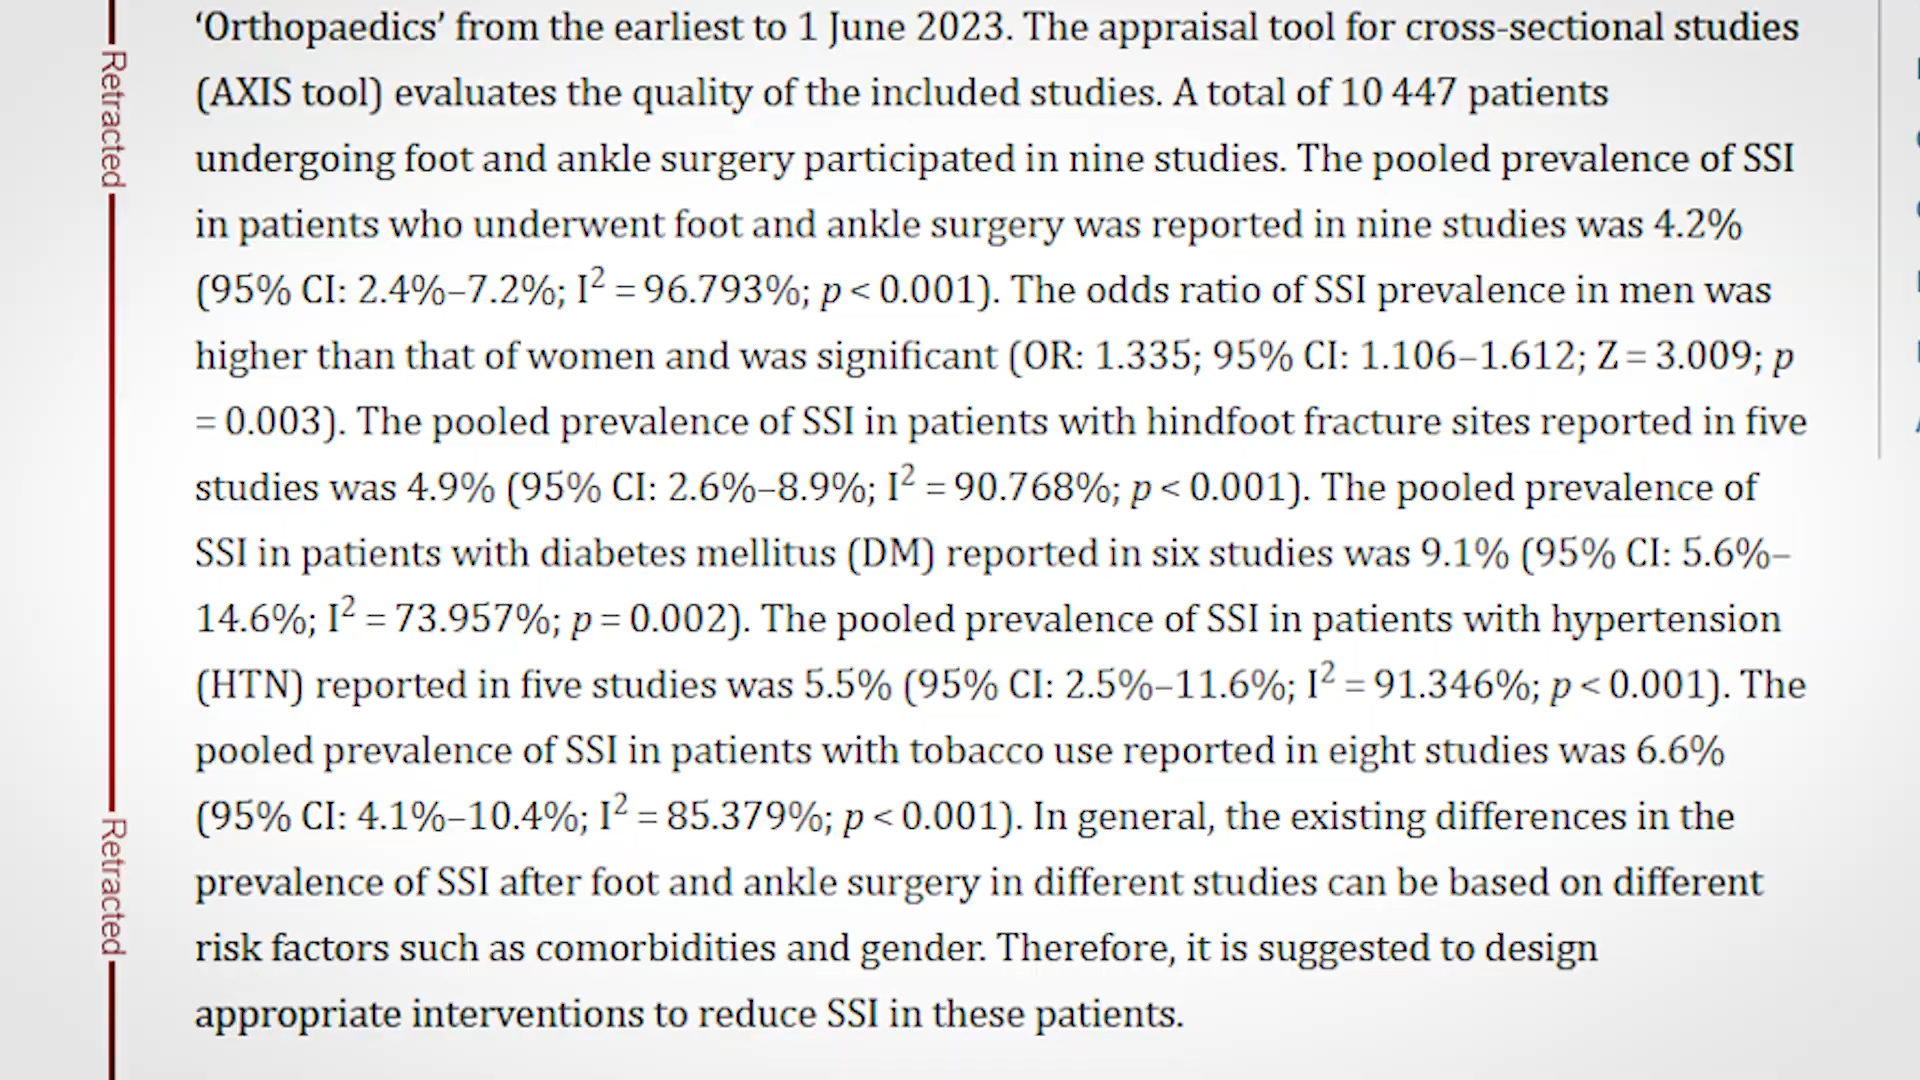 ‘Orthopaedics’ from the earliest to 1 June 2023. The appraisal tool for cross-sectional studies
(AXIS tool) evaluates the quality of the included studies. A total of 10 447 patients
undergoing foot and ankle surgery participated in nine studies. The pooled prevalence of SSI
in patients who underwent foot and ankle surgery was reported in nine studies was 4.2%
(95% CI: 2.4%–7.2%; I² = 96.793%; p < 0.001). The odds ratio of SSI prevalence in men was
higher than that of women and was significant (OR: 1.335; 95% CI: 1.106–1.612; Z = 3.009; p
= 0.003). The pooled prevalence of SSI in patients with hindfoot fracture sites reported in five
studies was 4.9% (95% CI: 2.6%–8.9%; I² = 90.768%; p < 0.001). The pooled prevalence of
SSI in patients with diabetes mellitus (DM) reported in six studies was 9.1% (95% CI: 5.6%–
14.6%; I² = 73.957%; p = 0.002). The pooled prevalence of SSI in patients with hypertension
(HTN) reported in five studies was 5.5% (95% CI: 2.5%–11.6%; I² = 91.346%; p < 0.001). The
pooled prevalence of SSI in patients with tobacco use reported in eight studies was 6.6%
(95% CI: 4.1%–10.4%; I² = 85.379%; p < 0.001). In general, the existing differences in the
prevalence of SSI after foot and ankle surgery in different studies can be based on different
risk factors such as comorbidities and gender. Therefore, it is suggested to design
appropriate interventions to reduce SSI in these patients.
Retracted
Retracted